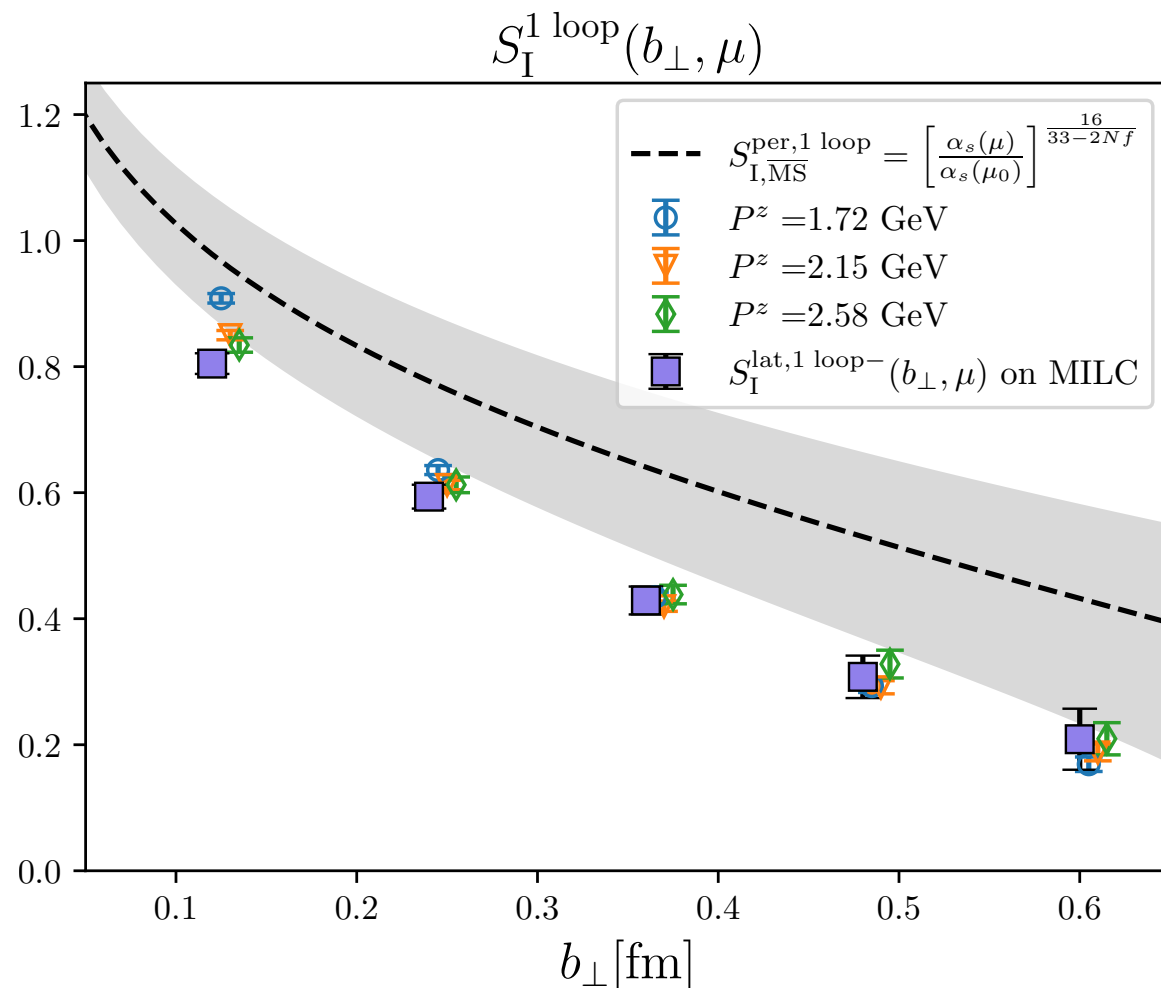 S_I^{1 loop}(b_⊥, μ)
1.2
1.0
0.8
0.6
0.4
0.2
0.0
S_{I,\overline{MS}}^{per,1 loop} = [α_s(μ)/α_s(μ_0)]^{16/(33−2Nf)}
P^z =1.72 GeV
P^z =2.15 GeV
P^z =2.58 GeV
S_I^{lat,1 loop−}(b_⊥, μ) on MILC
0.1 0.2 0.3 0.4 0.5 0.6
b_⊥[fm]